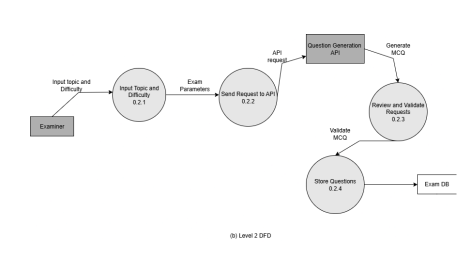 Input topic and
Difficulty
Examiner
Input Topic and
Difficulty
0.2.1
Exam
Parameters
Send Request to API
0.2.2
API
request
Question Generation
API
Generate
MCQ
Review and Validate
Requests
0.2.3
Validate
MCQ
Store Questions
0.2.4
Exam DB
(b) Level 2 DFD